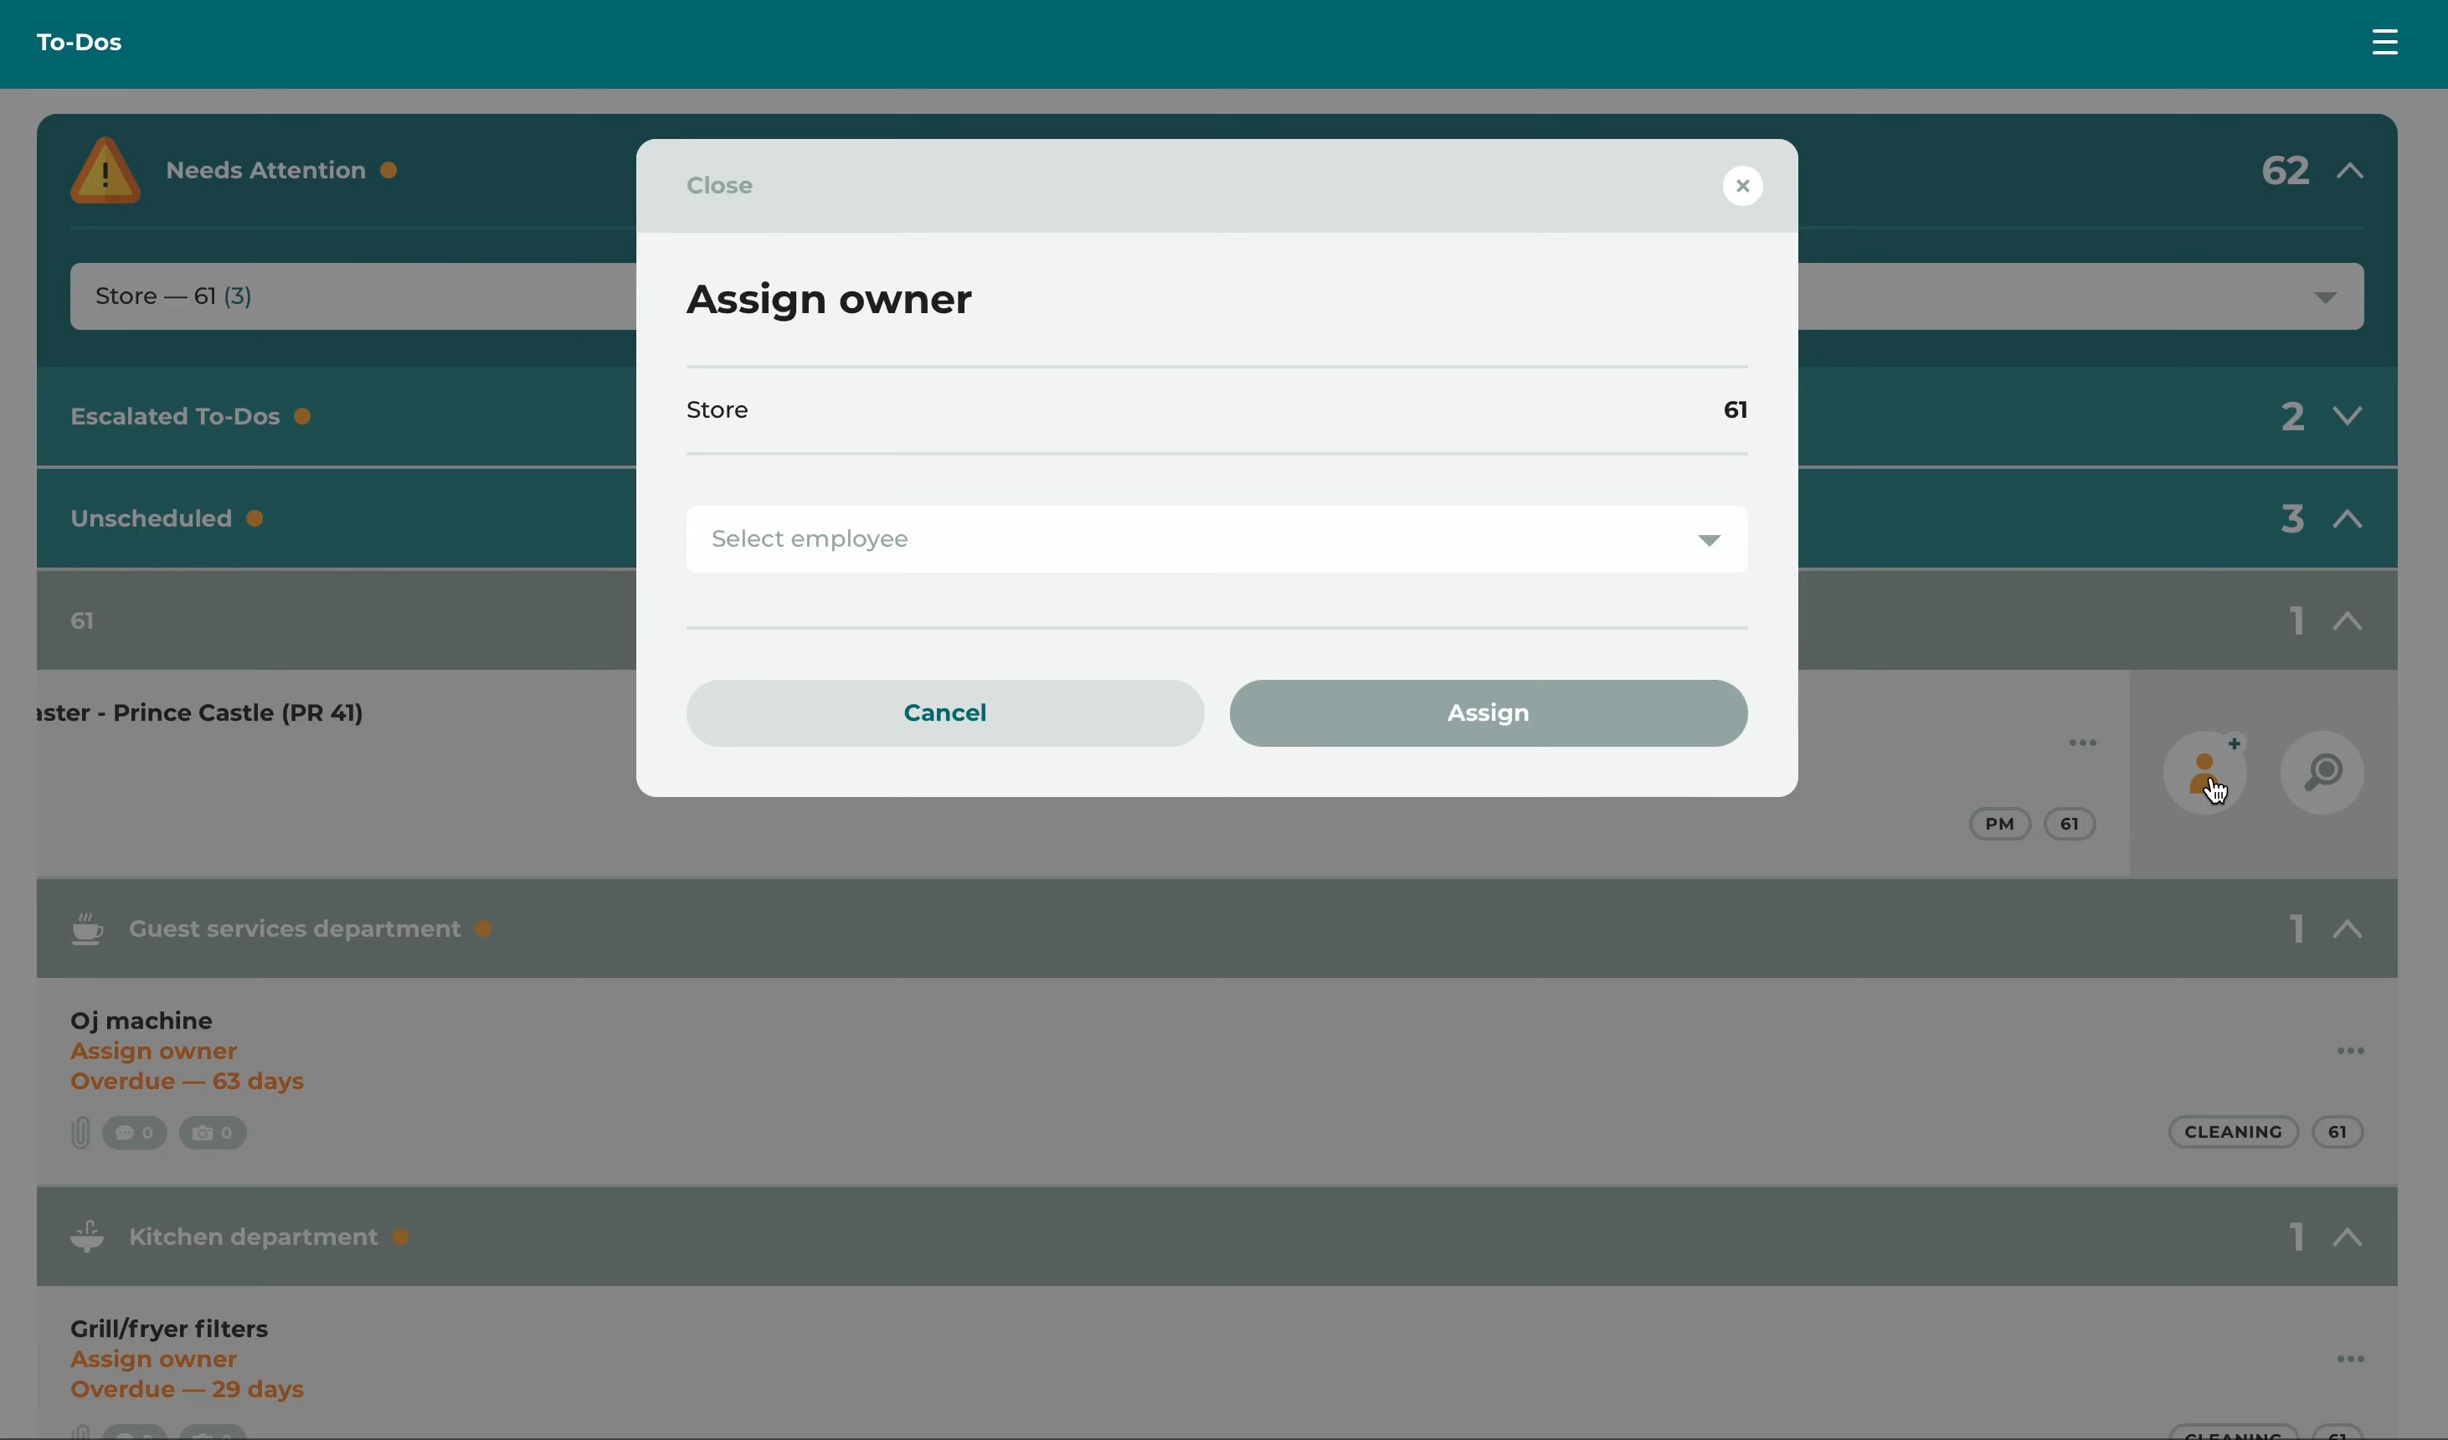 To-Dos
Needs Attention
62
Close
Store — 61 (3)
Assign owner
Store
61
Escalated To-Dos
2
Unscheduled
3
Select employee
61
1
Cancel
Assign
- Prince Castle (PR 41)
PM
61
Guest services department
1
Oj machine
Assign owner
Overdue — 63 days
0
0
CLEANING
61
Kitchen department
1
Grill/fryer filters
Assign owner
Overdue — 29 days
CLEANING
61